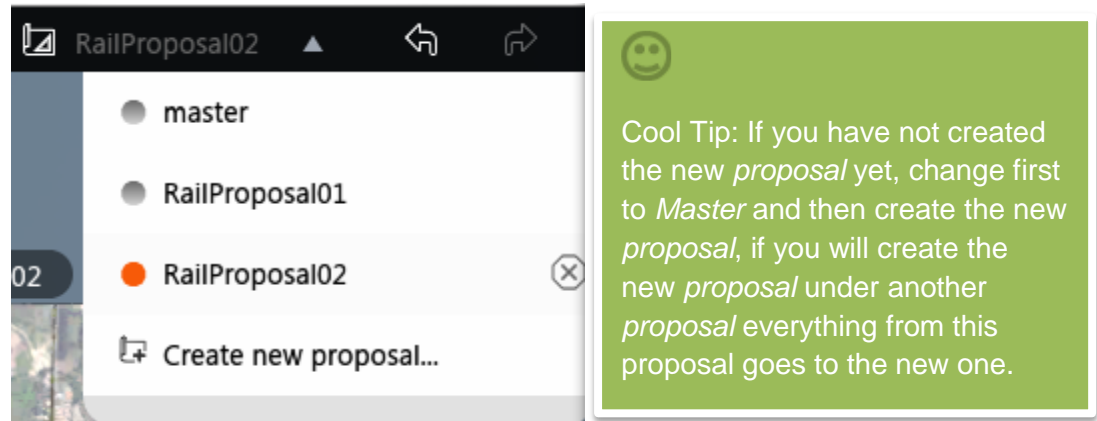 RailProposal02
master
RailProposal01
02
RailProposal02
Create new proposal...
Cool Tip: If you have not created
the new proposal yet, change first
to Master and then create the new
proposal, if you will create the
new proposal under another
proposal everything from this
proposal goes to the new one.